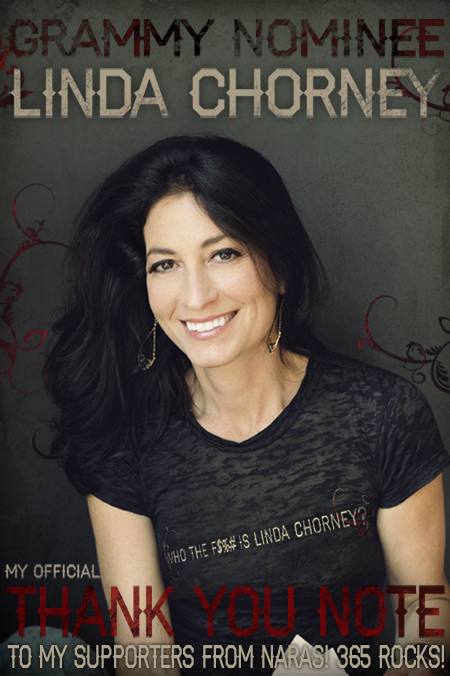 GRAMMY NOMINEE
LINDA CHORNEY
WHO THE F$%# IS LINDA CHORNEY?
MY OFFICIAL
THANK YOU NOTE
TO MY SUPPORTERS FROM NARAS! 365 ROCKS!